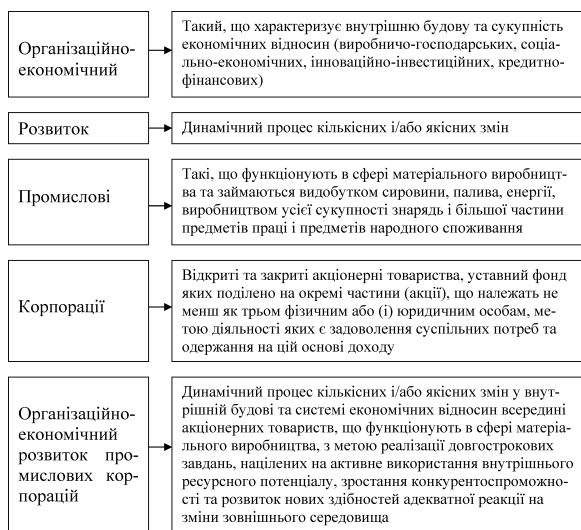 Організаційно-
економічний
Такий, що характеризує внутрішню будову та сукупність
економічних відносин (виробничо-господарських, соціа-
льно-економічних, інноваційно-інвестиційних, кредитно-
фінансових)
Розвиток
Динамічний процес кількісних і/або якісних змін
Промислові
Такі, що функціонують в сфері матеріального виробницт-
ва та займаються видобутком сировини, палива, енергії,
виробництвом усієї сукупності знарядь і більшої частини
предметів праці і предметів народного споживання
Корпорації
Відкриті та закриті акціонерні товариства, уставний фонд
яких поділено на окремі частини (акції), що належать не
менш як трьом фізичним або (і) юридичним особам, ме-
тою діяльності яких є задоволення суспільних потреб та
одержання на цій основі доходу
Організаційно-
економічний
розвиток про-
мислових кор-
порацій
Динамічний процес кількісних і/або якісних змін у внут-
рішній будові та системі економічних відносин всередині
акціонерних товариств, що функціонують в сфері матеріа-
льного виробництва, з метою реалізації довгострокових
завдань, націлених на активне використання внутрішнього
ресурсного потенціалу, зростання конкурентоспроможно-
сті та розвиток нових здібностей адекватної реакції на
зміни зовнішнього середовища